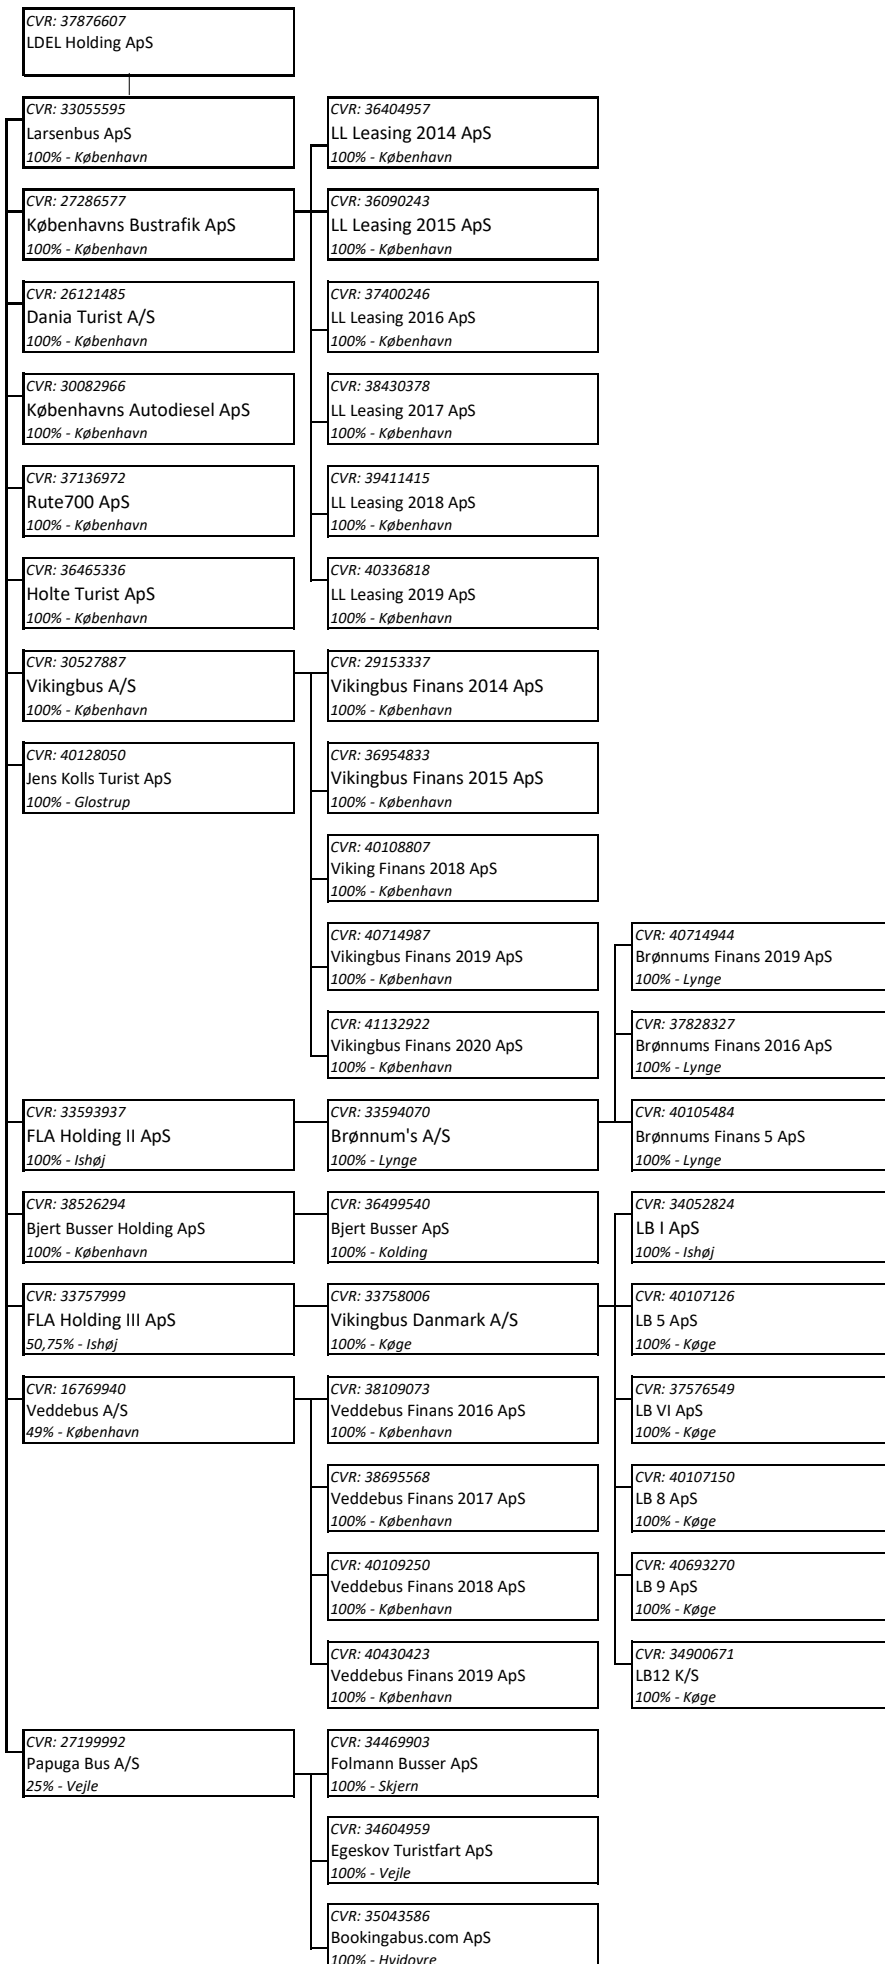 CVR: 37876607
LDEL Holding ApS
CVR: 33055595
Larsenbus ApS
100% - København
CVR: 36404957
LL Leasing 2014 ApS
100% - København
CVR: 27286577
Københavns Bustrafik ApS
100% - København
CVR: 36090243
LL Leasing 2015 ApS
100% - København
CVR: 26121485
Dania Turist A/S
100% - København
CVR: 37400246
LL Leasing 2016 ApS
100% - København
CVR: 30082966
Københavns Autodiesel ApS
100% - København
CVR: 38430378
LL Leasing 2017 ApS
100% - København
CVR: 37136972
Rute700 ApS
100% - København
CVR: 39411415
LL Leasing 2018 ApS
100% - København
CVR: 36465336
Holte Turist ApS
100% - København
CVR: 40336818
LL Leasing 2019 ApS
100% - København
CVR: 30527887
Vikingbus A/S
100% - København
CVR: 29153337
Vikingbus Finans 2014 ApS
100% - København
CVR: 40128050
Jens Kolls Turist ApS
100% - Glostrup
CVR: 36954833
Vikingbus Finans 2015 ApS
100% - København
CVR: 40108807
Viking Finans 2018 ApS
100% - København
CVR: 40714987
Vikingbus Finans 2019 ApS
100% - København
CVR: 40714944
Brønnums Finans 2019 ApS
100% - Lynge
CVR: 41132922
Vikingbus Finans 2020 ApS
100% - København
CVR: 37828327
Brønnums Finans 2016 ApS
100% - Lynge
CVR: 33593937
FLA Holding II ApS
100% - Ishøj
CVR: 33594070
Brønnum's A/S
100% - Lynge
CVR: 40105484
Brønnums Finans 5 ApS
100% - Lynge
CVR: 38526294
Bjert Busser Holding ApS
100% - København
CVR: 36499540
Bjert Busser ApS
100% - Kolding
CVR: 34052824
LB I ApS
100% - Ishøj
CVR: 33757999
FLA Holding III ApS
50,75% - Ishøj
CVR: 33758006
Vikingbus Danmark A/S
100% - Køge
CVR: 40107126
LB 5 ApS
100% - Køge
CVR: 16769940
Veddebus A/S
49% - København
CVR: 38109073
Veddebus Finans 2016 ApS
100% - København
CVR: 37576549
LB VI ApS
100% - Køge
CVR: 38695568
Veddebus Finans 2017 ApS
100% - København
CVR: 40107150
LB 8 ApS
100% - Køge
CVR: 40109250
Veddebus Finans 2018 ApS
100% - København
CVR: 40693270
LB 9 ApS
100% - Køge
CVR: 40430423
Veddebus Finans 2019 ApS
100% - København
CVR: 34900671
LB12 K/S
100% - Køge
CVR: 27199992
Papuga Bus A/S
25% - Vejle
CVR: 34469903
Folmann Busser ApS
100% - Skjern
CVR: 34604959
Egeskov Turistfart ApS
100% - Vejle
CVR: 35043586
Bookingabus.com ApS
100% - Hvidovre